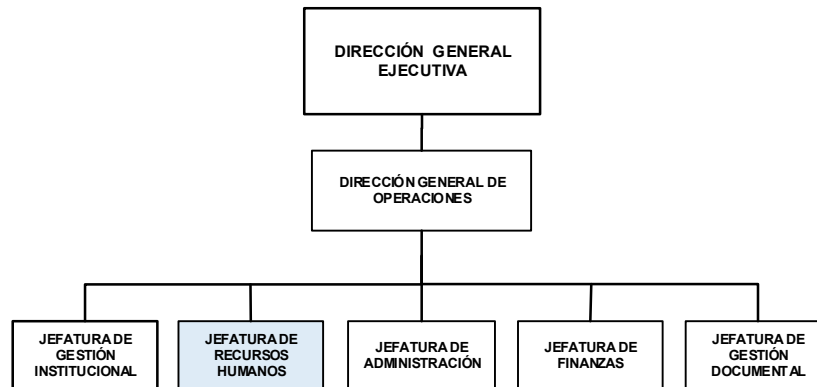 DIRECCIÓN GENERAL
EJECUTIVA
DIRECCIÓN GENERAL DE
OPERACIONES
JEFATURA DE
GESTIÓN
INSTITUCIONAL
JEFATURA DE
RECURSOS
HUMANOS
JEFATURA DE
ADMINISTRACIÓN
JEFATURA DE
FINANZAS
JEFATURA DE
GESTIÓN
DOCUMENTAL